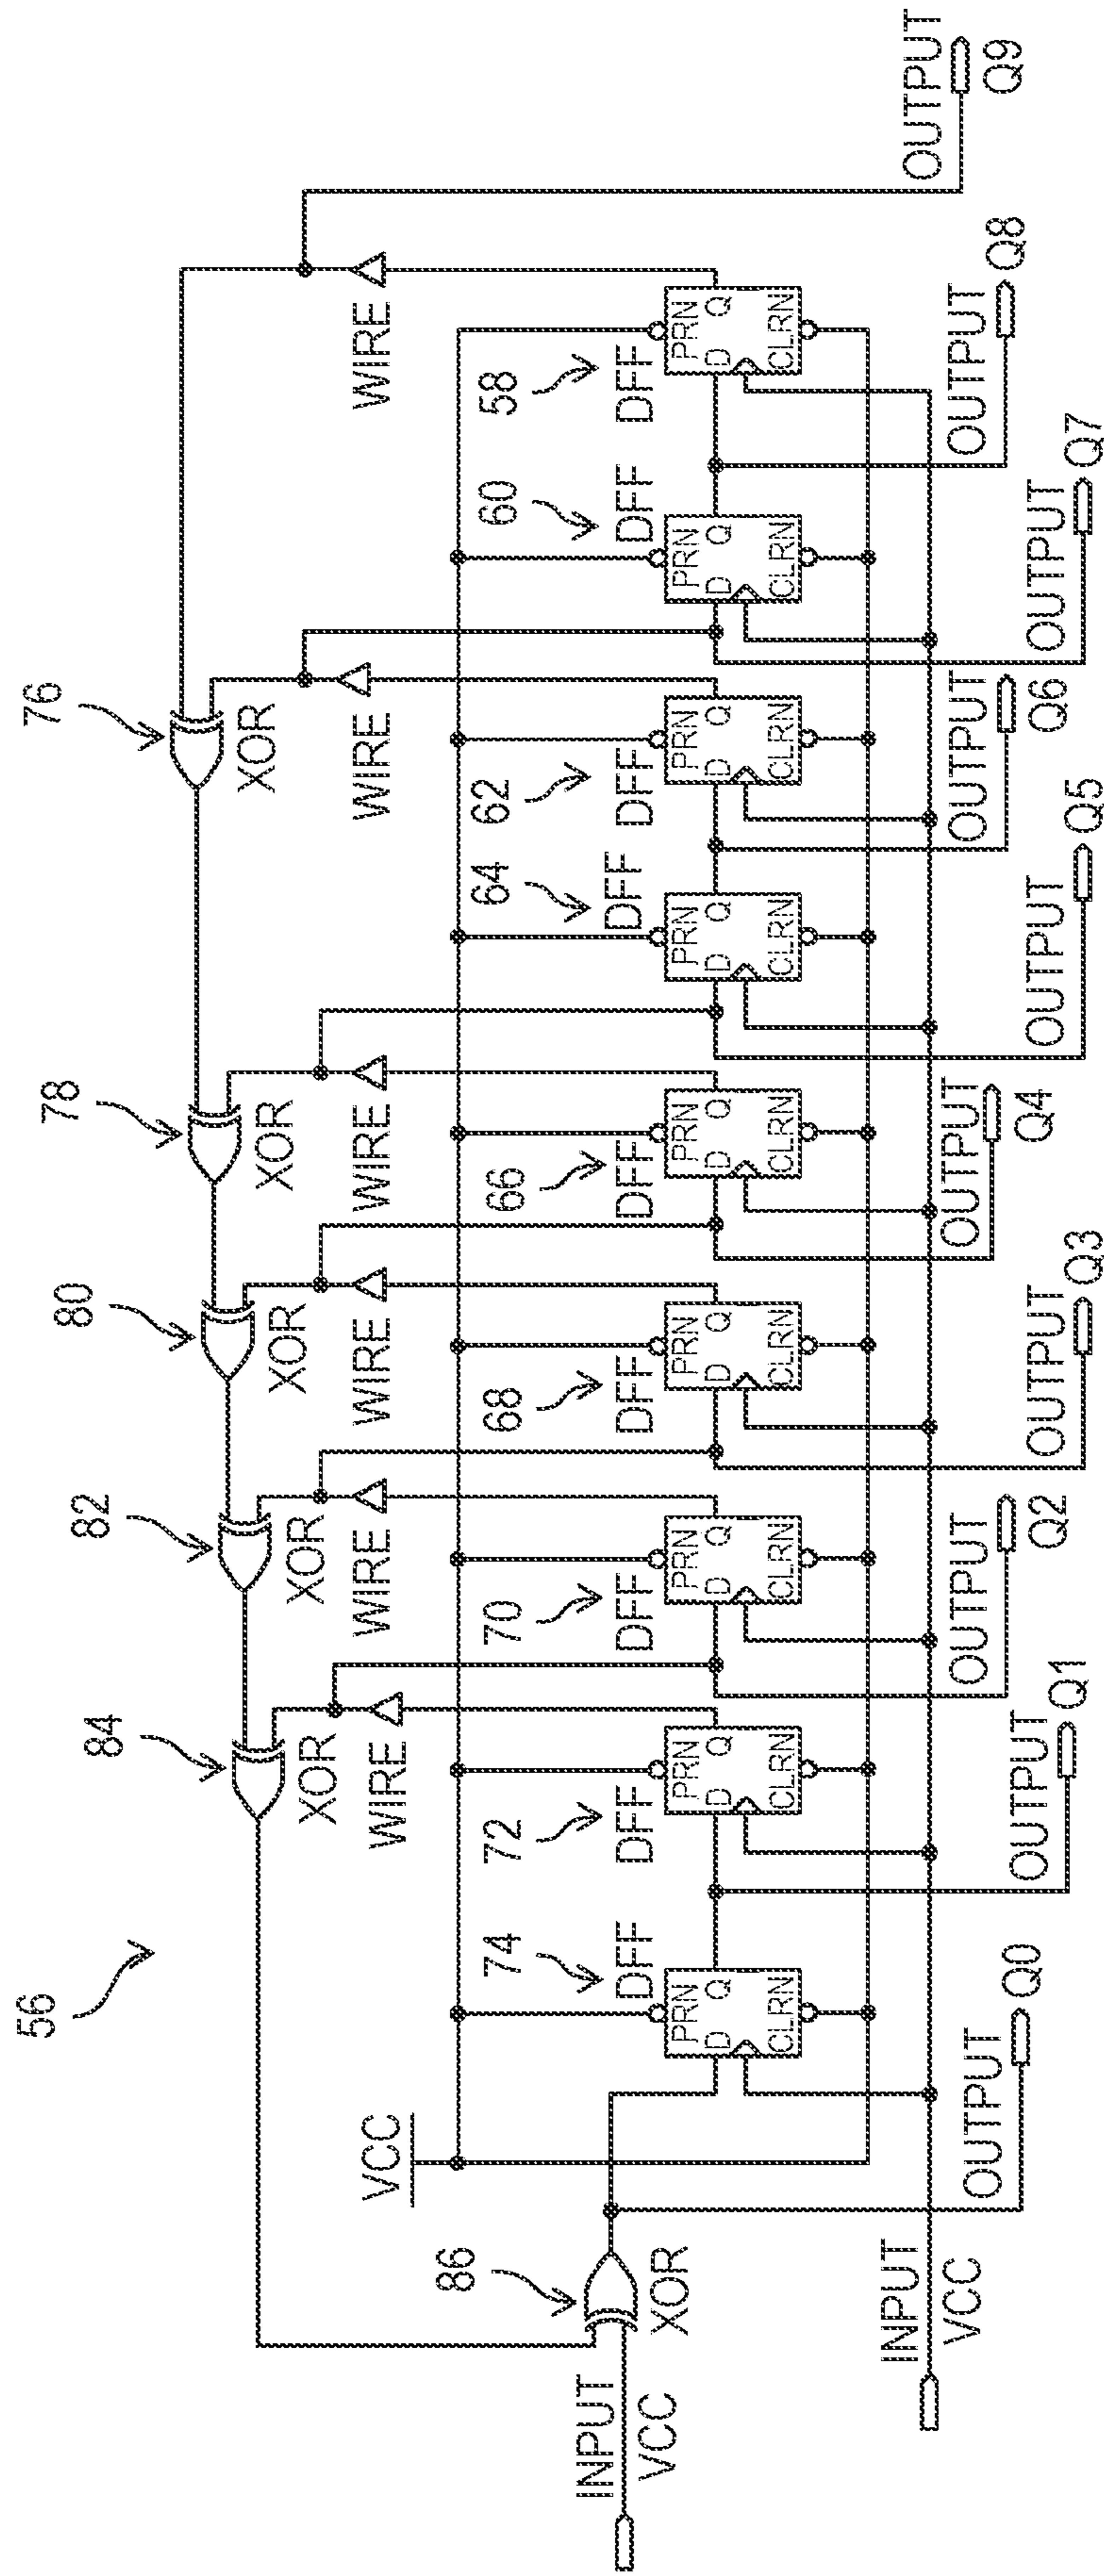 56
76
XOR
78
XOR
80
XOR
82
XOR
84
XOR
WIRE
WIRE
WIRE
WIRE
WIRE
WIRE
VCC
74
DFF
72
DFF
70
DFF
68
DFF
66
DFF
64
DFF
62
DFF
60
DFF
58
DFF
PRN
D Q
CLRN
PRN
D Q
CLRN
PRN
D Q
CLRN
PRN
D Q
CLRN
PRN
D Q
CLRN
PRN
D Q
CLRN
PRN
D Q
CLRN
PRN
D Q
CLRN
PRN
D Q
CLRN
86
XOR
INPUT
VCC
INPUT
VCC
OUTPUT
Q0
OUTPUT
Q1
OUTPUT
Q2
OUTPUT
Q3
OUTPUT
Q4
OUTPUT
Q5
OUTPUT
Q6
OUTPUT
Q7
OUTPUT
Q8
OUTPUT
Q9